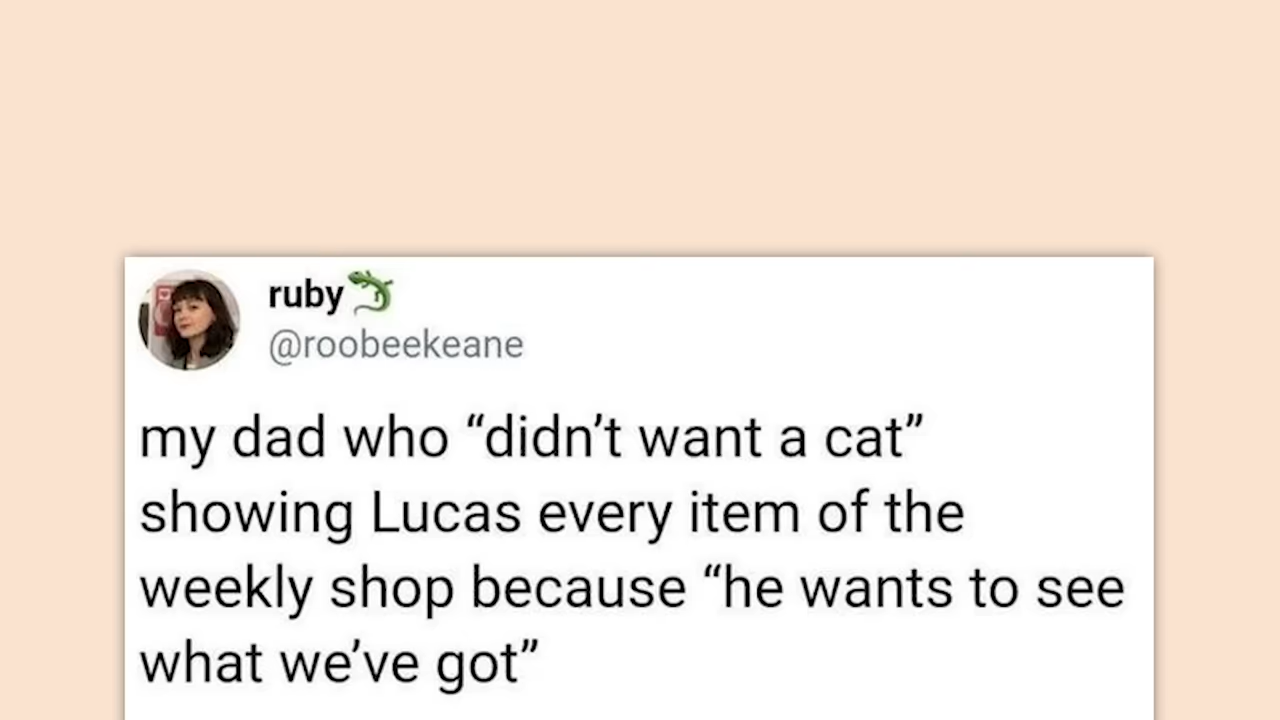 ruby🦎
@roobeekeane
my dad who “didn’t want a cat”
showing Lucas every item of the
weekly shop because “he wants to see
what we’ve got”